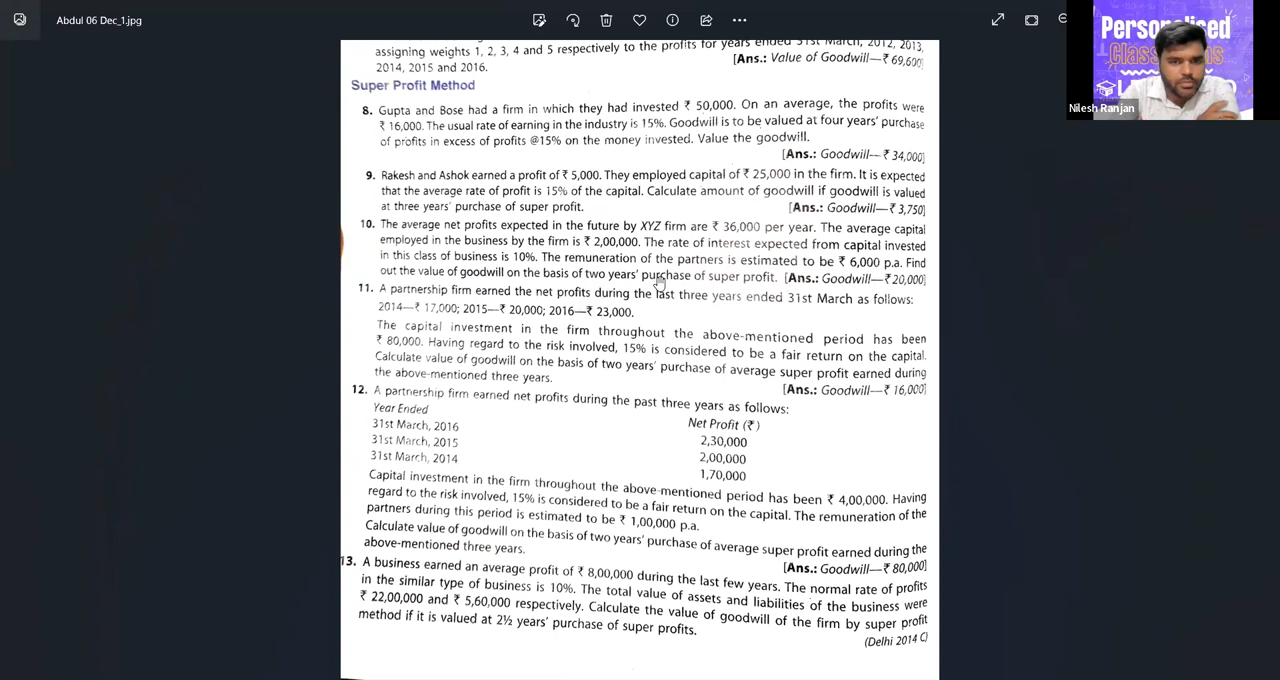 Abdul 06 Dec_1.jpg
Personalised
Nilesh Ranjan
assigning weights 1, 2, 3, 4 and 5 respectively to the profits for years ended 31st March, 2012, 2013,
2014, 2015 and 2016.
[Ans.: Value of Goodwill—₹ 69,600]
Super Profit Method
8. Gupta and Bose had a firm in which they had invested ₹ 50,000. On an average, the profits were
₹ 16,000. The usual rate of earning in the industry is 15%. Goodwill is to be valued at four years' purchase
of profits in excess of profits @15% on the money invested. Value the goodwill.
[Ans.: Goodwill—₹ 34,000]
9. Rakesh and Ashok earned a profit of ₹ 5,000. They employed capital of ₹ 25,000 in the firm. It is expected
that the average rate of profit is 15% of the capital. Calculate amount of goodwill if goodwill is valued
at three years' purchase of super profit. [Ans.: Goodwill—₹ 3,750]
10. The average net profits expected in the future by XYZ firm are ₹ 36,000 per year. The average capital
employed in the business by the firm is ₹ 2,00,000. The rate of interest expected from capital invested
in this class of business is 10%. The remuneration of the partners is estimated to be ₹ 6,000 p.a. Find
out the value of goodwill on the basis of two years' purchase of super profit. [Ans.: Goodwill—₹ 20,000]
11. A partnership firm earned the net profits during the last three years ended 31st March as follows:
2014—₹ 17,000; 2015—₹ 20,000; 2016—₹ 23,000.
The capital investment in the firm throughout the above-mentioned period has been
₹ 80,000. Having regard to the risk involved, 15% is considered to be a fair return on the capital.
Calculate value of goodwill on the basis of two years' purchase of average super profit earned during
the above-mentioned three years. [Ans.: Goodwill—₹ 16,000]
12. A partnership firm earned net profits during the past three years as follows:
Year Ended Net Profit (₹)
31st March, 2016 2,30,000
31st March, 2015 2,00,000
31st March, 2014 1,70,000
Capital investment in the firm throughout the above-mentioned period has been ₹ 4,00,000. Having
regard to the risk involved, 15% is considered to be a fair return on the capital. The remuneration of the
partners during this period is estimated to be ₹ 1,00,000 p.a.
Calculate value of goodwill on the basis of two years' purchase of average super profit earned during the
above-mentioned three years. [Ans.: Goodwill—₹ 80,000]
13. A business earned an average profit of ₹ 8,00,000 during the last few years. The normal rate of profits
in the similar type of business is 10%. The total value of assets and liabilities of the business were
₹ 22,00,000 and ₹ 5,60,000 respectively. Calculate the value of goodwill of the firm by super profit
method if it is valued at 2½ years' purchase of super profits. (Delhi 2014 C)